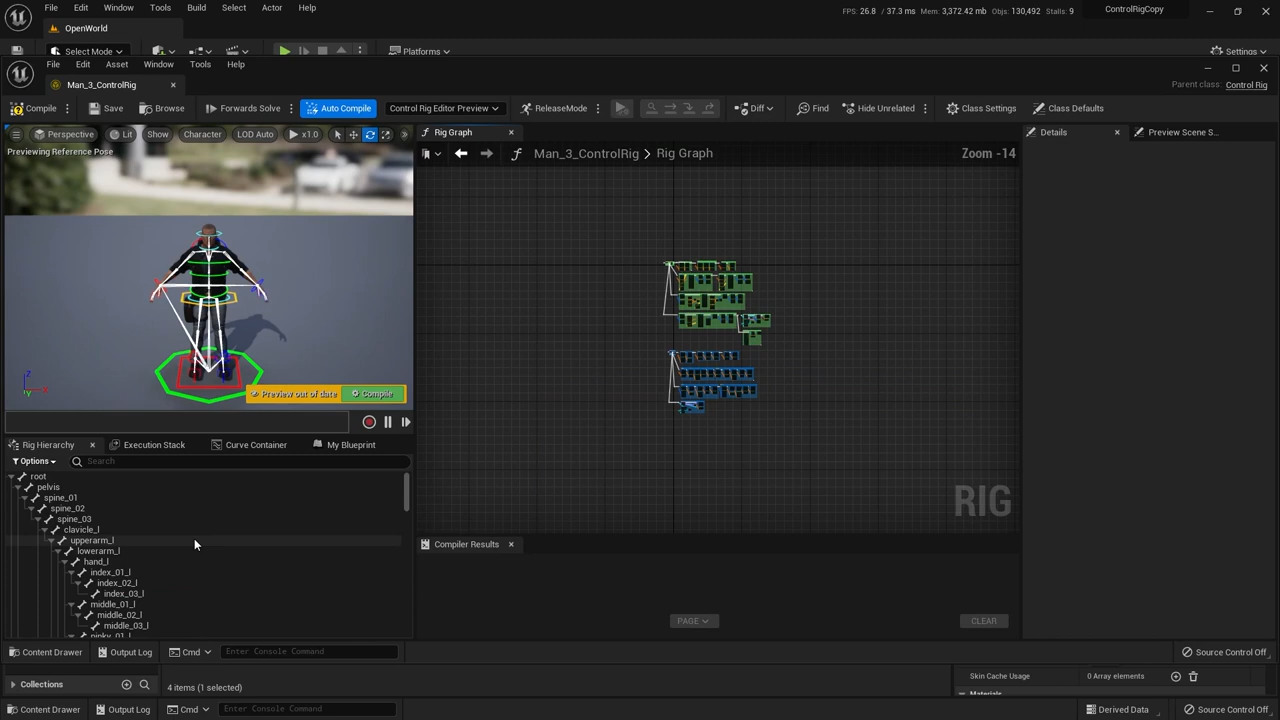 File Edit Window Tools Build Select Actor Help
FPS: 26.8 / 37.3 ms Mem: 3,372.42 mb Objs: 130,492 Stalls: 9
ControlRigCopy
OpenWorld
Select Mode
Platforms
Settings
File Edit Asset Window Tools Help
Man_3_ControlRig
Parent class: Control Rig
Compile
Save
Browse
Forwards Solve
Auto Compile
Control Rig Editor Preview
ReleaseMode
Diff
Find
Hide Unrelated
Class Settings
Class Defaults
Perspective
Lit
Show
Character
LOD Auto
x1.0
Previewing Reference Pose
Rig Graph
Details
Preview Scene S...
Man_3_ControlRig > Rig Graph
Zoom -14
Preview out of date
Compile
Rig Hierarchy
Execution Stack
Curve Container
My Blueprint
Options
Search
root
pelvis
spine_01
spine_02
spine_03
clavicle_l
upperarm_l
lowerarm_l
hand_l
index_01_l
index_02_l
index_03_l
middle_01_l
middle_02_l
middle_03_l
pinky_01_l
RIG
Compiler Results
PAGE
CLEAR
Content Drawer
Output Log
Cmd
Enter Console Command
Source Control Off
Collections
4 items (1 selected)
Skin Cache Usage
0 Array elements
Materials
Content Drawer
Output Log
Cmd
Enter Console Command
Derived Data
Source Control Off